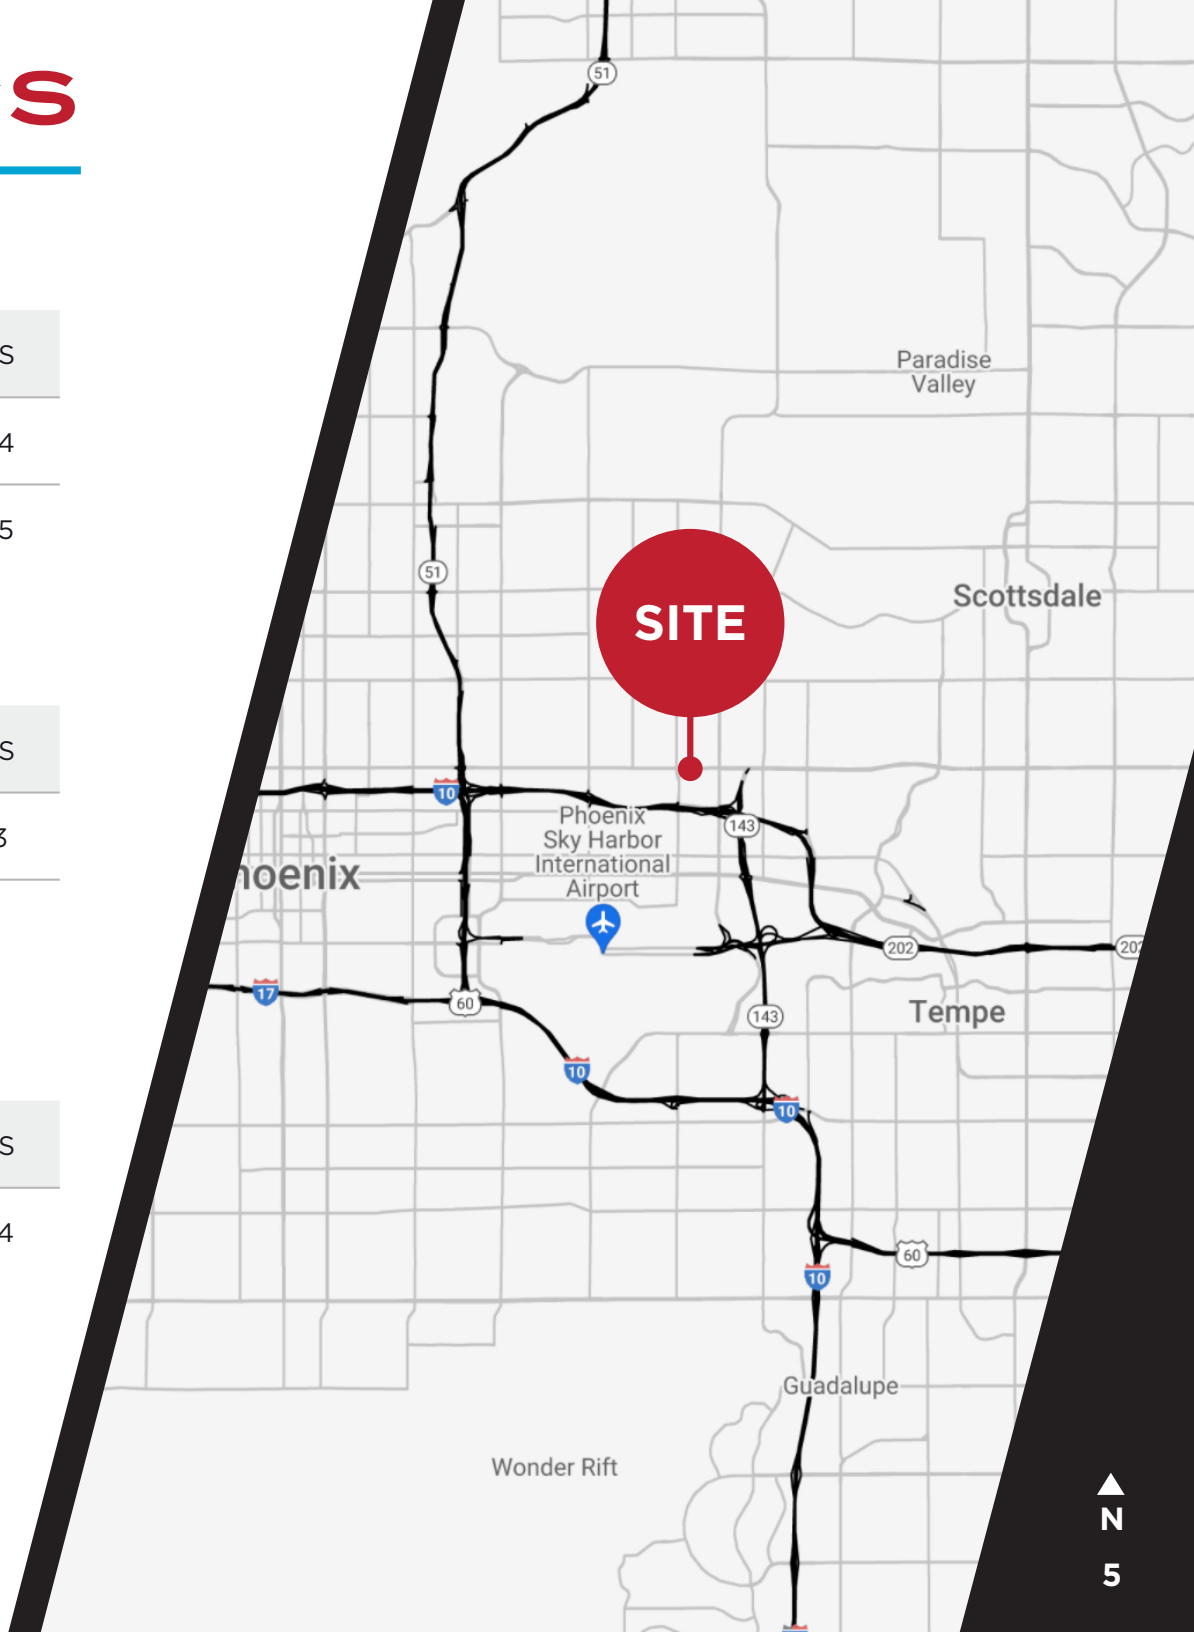 S
S
4
5
S
3
S
4
51
Paradise
Valley
51
Scottsdale
SITE
10
Phoenix
Sky Harbor
International
Airport
143
hoenix
202
202
17
60
Tempe
143
10
10
60
10
Guadalupe
Wonder Rift
N
5